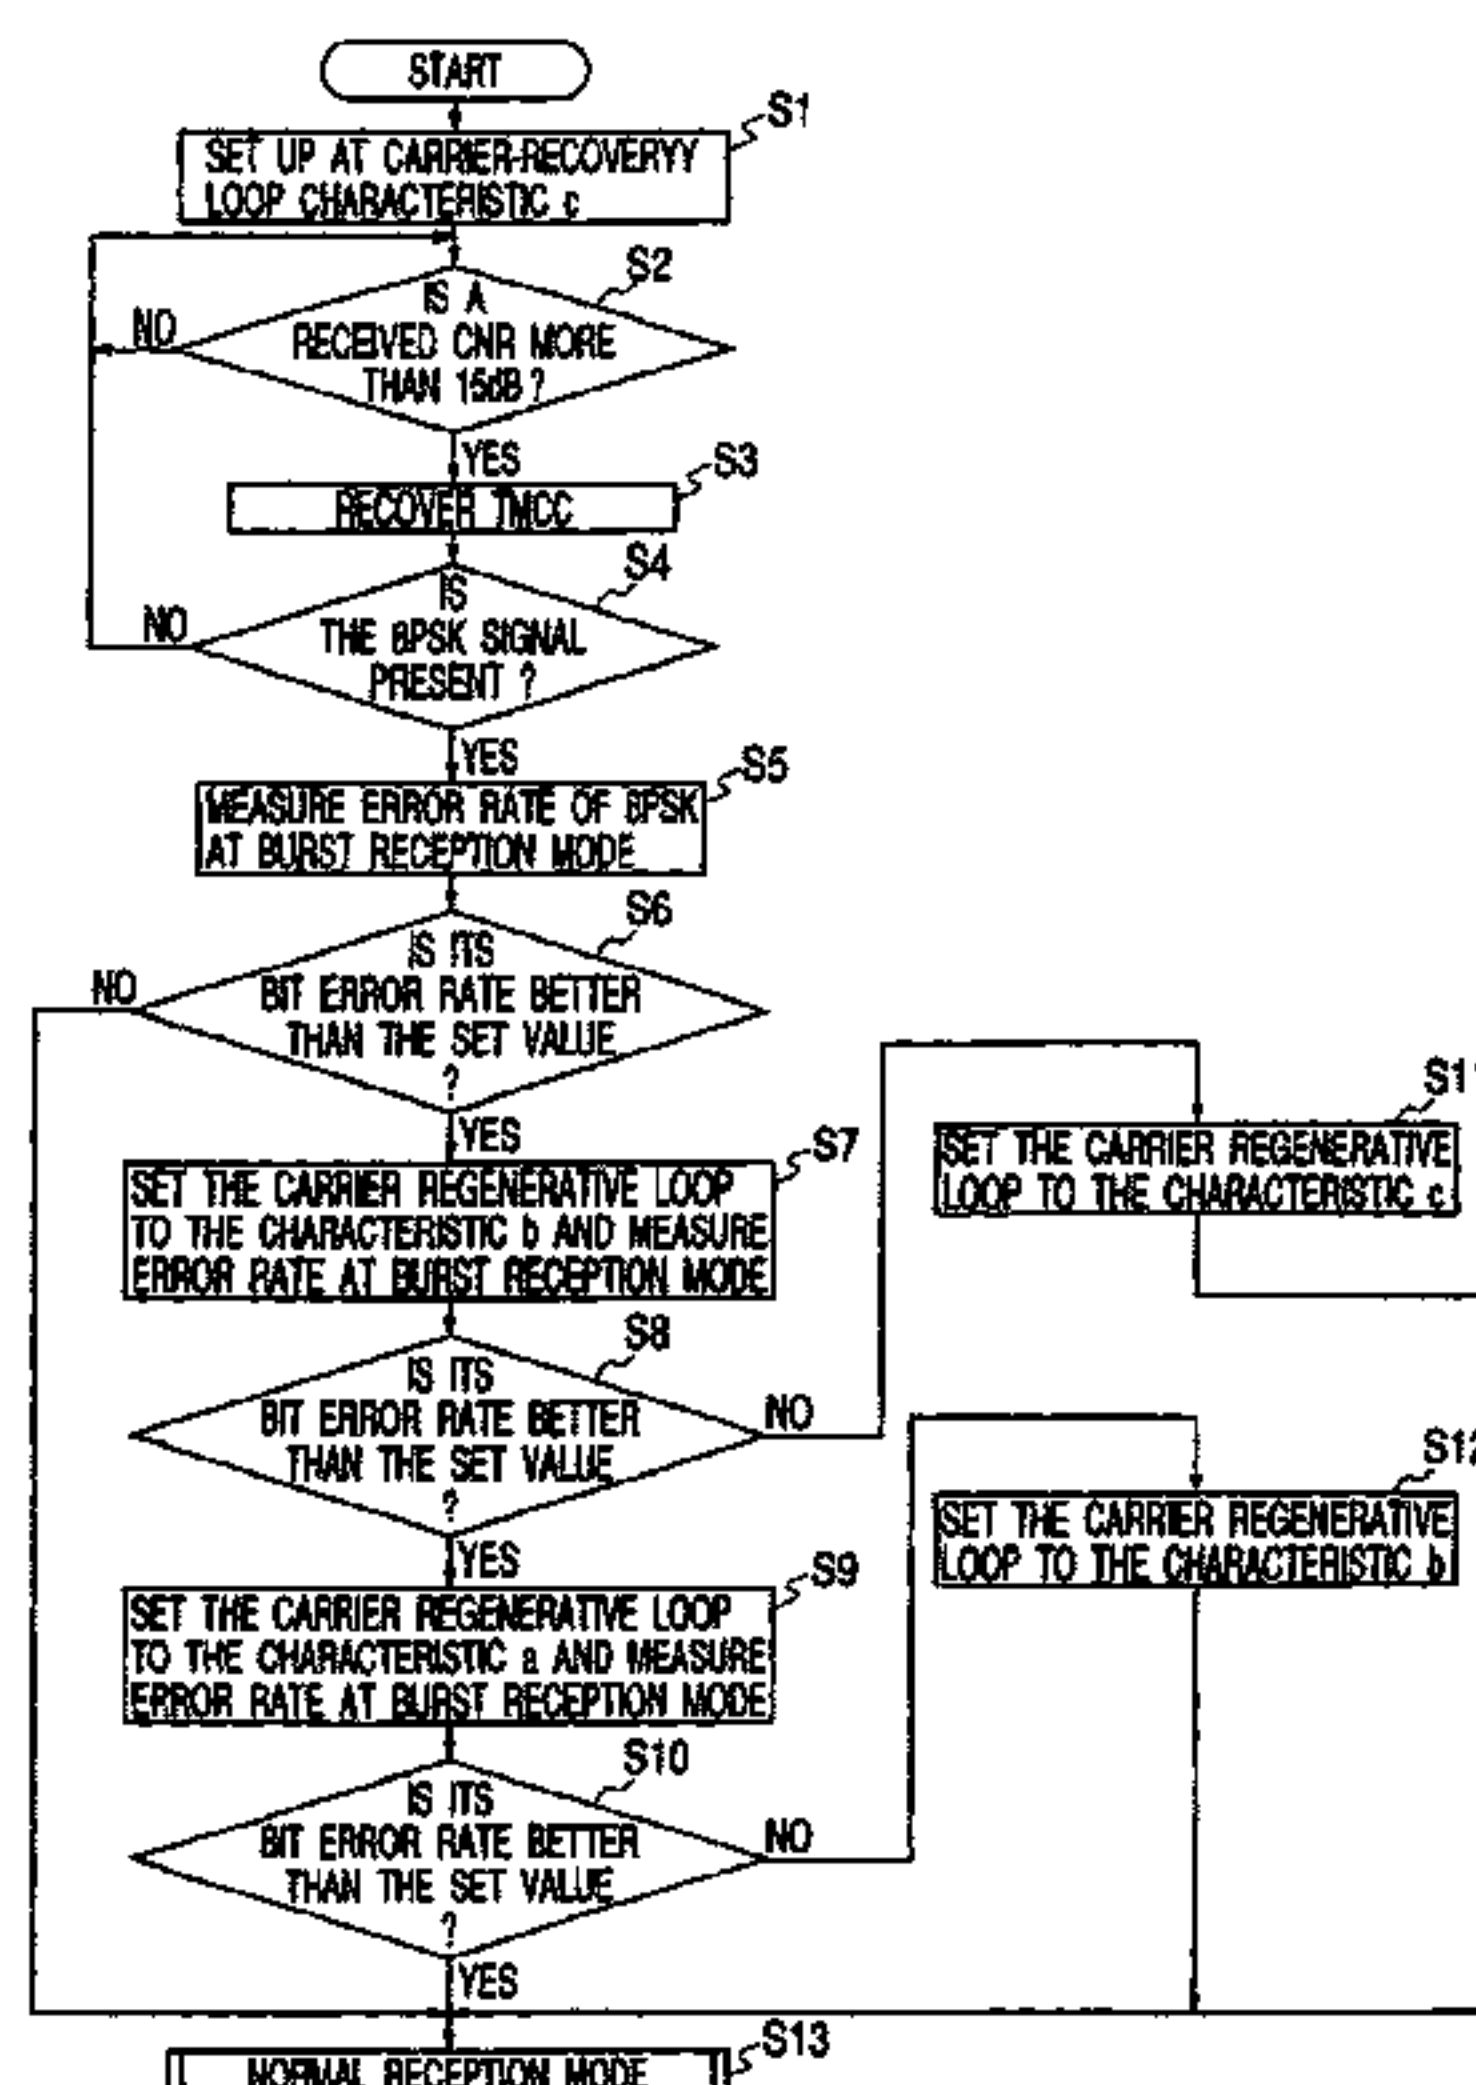 START
S1
SET UP AT CARRIER-RECOVERYY
LOOP CHARACTERISTIC c
S2
IS A
RECEIVED CNR MORE
THAN 15dB ?
NO
YES
S3
RECOVER TMCC
S4
IS
THE 8PSK SIGNAL
PRESENT ?
NO
YES
S5
MEASURE ERROR RATE OF 8PSK
AT BURST RECEPTION MODE
S6
IS ITS
BIT ERROR RATE BETTER
THAN THE SET VALUE
?
NO
YES
S7
SET THE CARRIER REGENERATIVE LOOP
TO THE CHARACTERISTIC b AND MEASURE
ERROR RATE AT BURST RECEPTION MODE
S11
SET THE CARRIER REGENERATIVE
LOOP TO THE CHARACTERISTIC c
S8
IS ITS
BIT ERROR RATE BETTER
THAN THE SET VALUE
?
NO
YES
S12
SET THE CARRIER REGENERATIVE
LOOP TO THE CHARACTERISTIC b
S9
SET THE CARRIER REGENERATIVE LOOP
TO THE CHARACTERISTIC a AND MEASURE
ERROR RATE AT BURST RECEPTION MODE
S10
IS ITS
BIT ERROR RATE BETTER
THAN THE SET VALUE
?
NO
YES
S13
NORMAL RECEPTION MODE